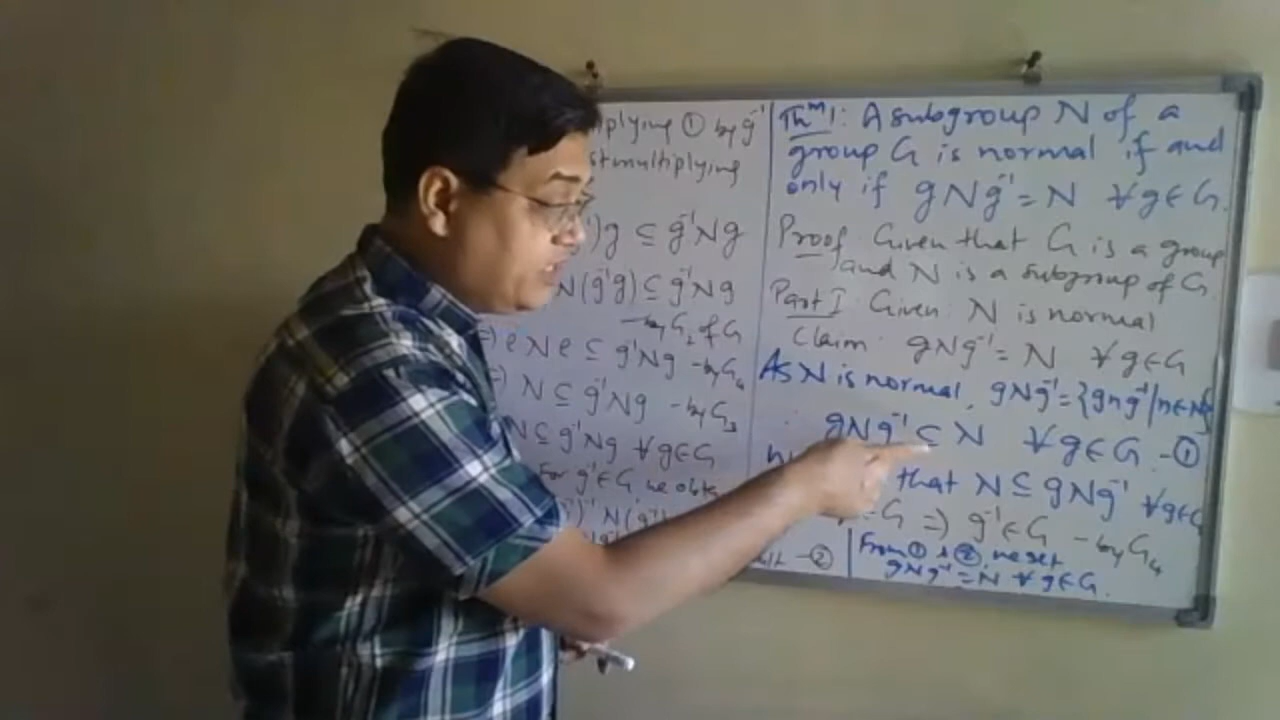 Thᵐ1: A subgroup N of a
group G is normal if and
only if gNg⁻¹ = N ∀ g∈G.
Proof: Given that G is a group
and N is a subgroup of G.
Part I: Given: N is normal
Claim: gNg⁻¹ = N ∀ g∈G
As N is normal, gNg⁻¹ = {gng⁻¹ | n∈N}
∴ gNg⁻¹ ⊆ N ∀ g∈G - ①
that N ⊆ gNg⁻¹ ∀ g∈G
∈G ⇒ g⁻¹∈G - by G₄
From ① & ②, we get
gNg⁻¹ = N ∀ g∈G.
plying ① by g⁻¹
stmultiplying
)g ⊆ g⁻¹Ng
N(g⁻¹g) ⊆ g⁻¹Ng
- by G₂ of G
⇒ eNe ⊆ g⁻¹Ng - by G₄
⇒ N ⊆ g⁻¹Ng - by G₃
N ⊆ g⁻¹Ng ∀ g∈G
For g⁻¹∈G we obta
)⁻¹N(g⁻¹)
- ②